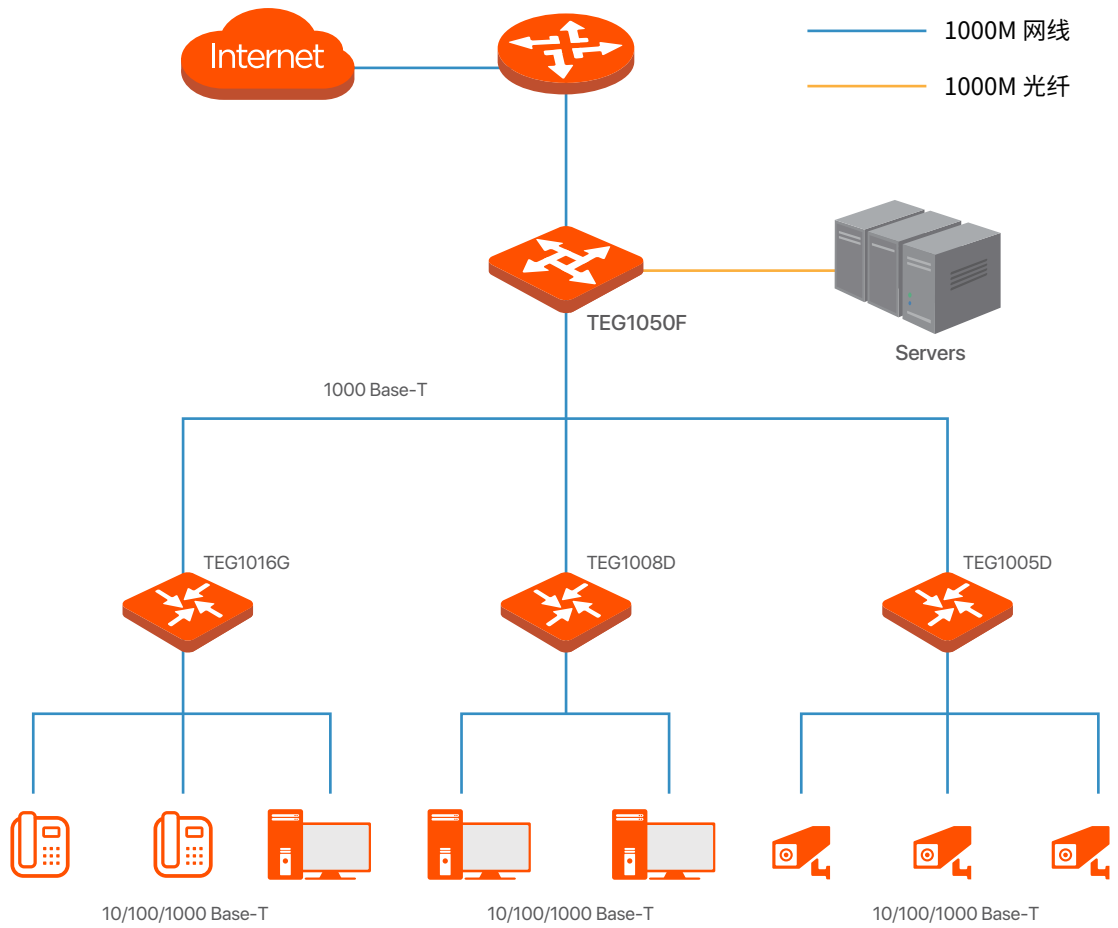 Internet
1000M 网线
1000M 光纤
TEG1050F
Servers
1000 Base-T
TEG1016G
TEG1008D
TEG1005D
10/100/1000 Base-T
10/100/1000 Base-T
10/100/1000 Base-T